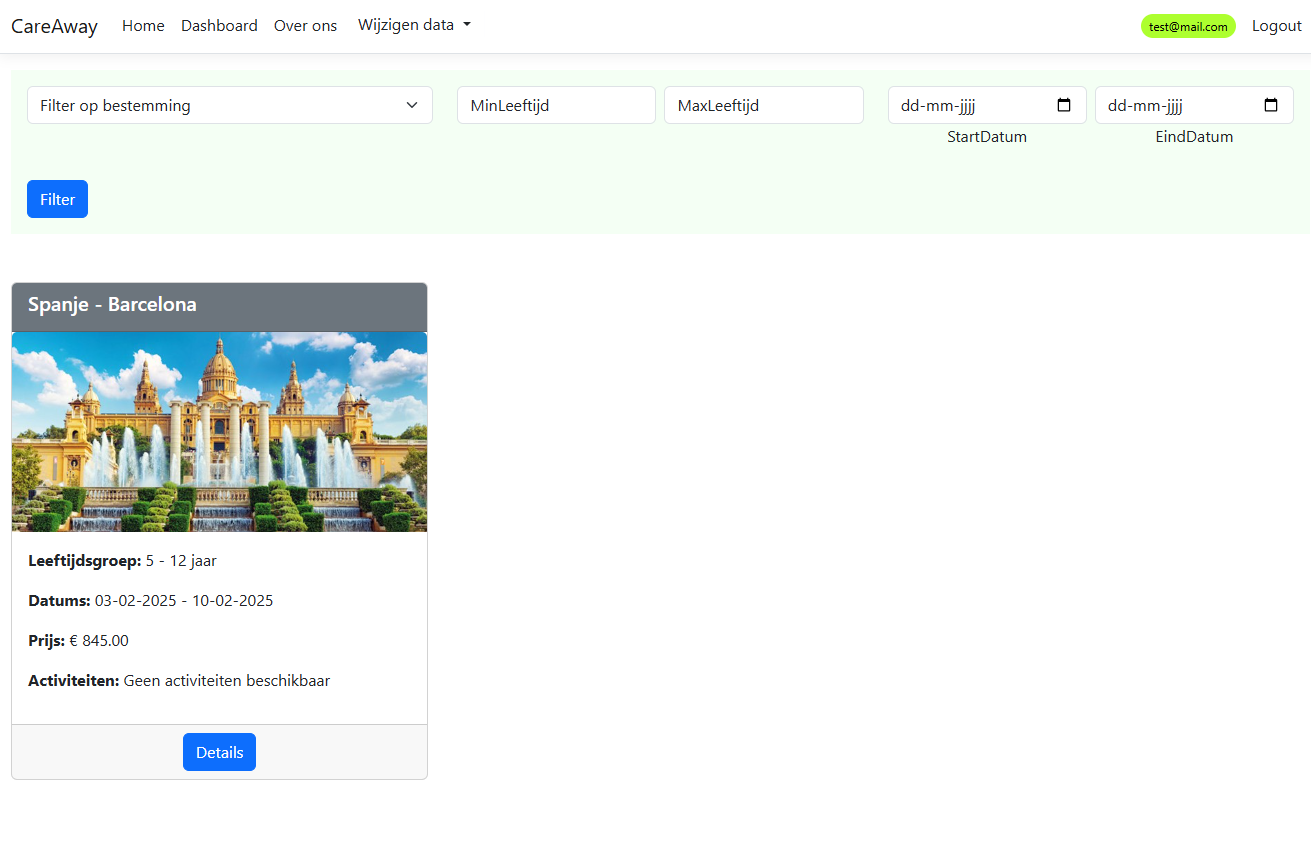 CareAway Home Dashboard Over ons Wijzigen data test@mail.com Logout
Filter op bestemming MinLeeftijd MaxLeeftijd dd-mm-jjjj dd-mm-jjjj
StartDatum EindDatum
Filter
Spanje - Barcelona
Leeftijdsgroep: 5 - 12 jaar
Datums: 03-02-2025 - 10-02-2025
Prijs: € 845.00
Activiteiten: Geen activiteiten beschikbaar
Details